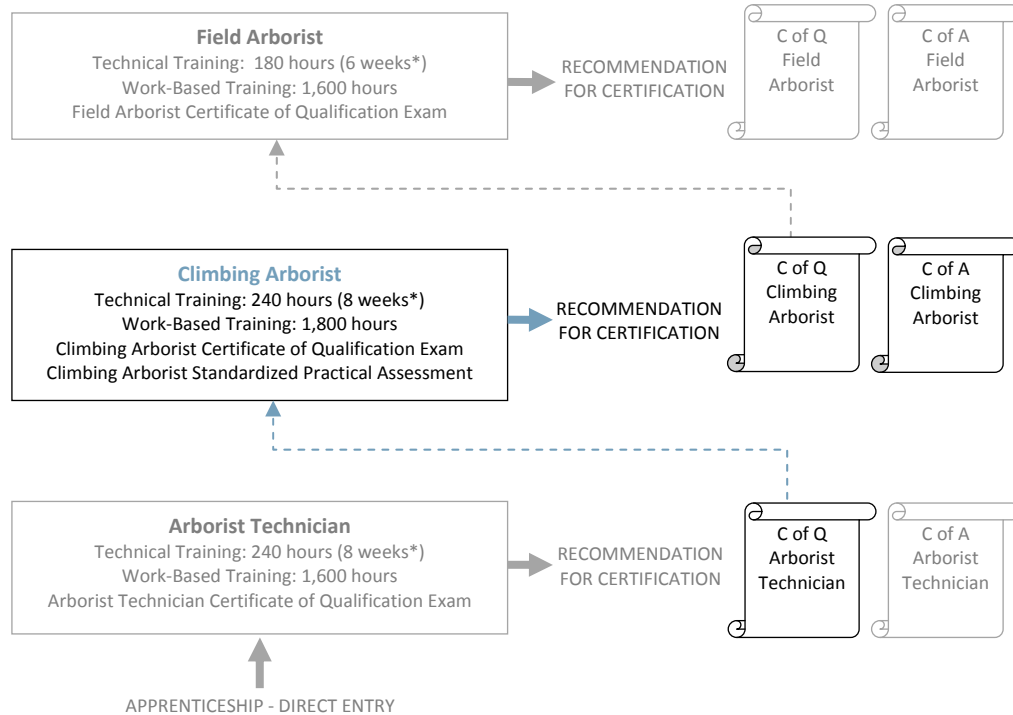 Field Arborist
Technical Training:  180 hours (6 weeks*)
Work-Based Training: 1,600 hours
Field Arborist Certificate of Qualification Exam
RECOMMENDATION
FOR CERTIFICATION
C of Q
Field
Arborist
C of A
Field
Arborist
Climbing Arborist
Technical Training: 240 hours (8 weeks*)
Work-Based Training: 1,800 hours
Climbing Arborist Certificate of Qualification Exam
Climbing Arborist Standardized Practical Assessment
RECOMMENDATION
FOR CERTIFICATION
C of Q
Climbing
Arborist
C of A
Climbing
Arborist
Arborist Technician
Technical Training: 240 hours (8 weeks*)
Work-Based Training: 1,600 hours
Arborist Technician Certificate of Qualification Exam
RECOMMENDATION
FOR CERTIFICATION
C of Q
Arborist
Technician
C of A
Arborist
Technician
APPRENTICESHIP - DIRECT ENTRY